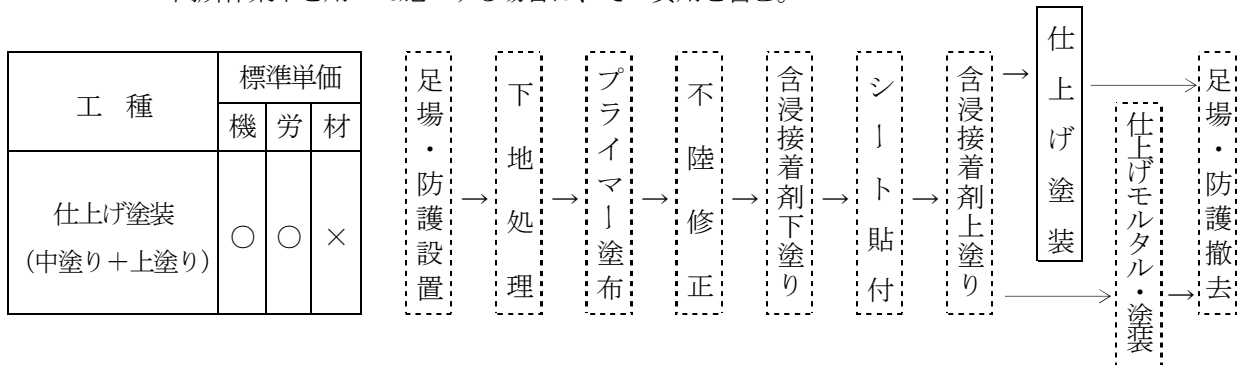 工種
標準単価
機 労 材
仕上げ塗装
(中塗り＋上塗り)
○ ○ ×
足場・防護設置
→
下地処理
→
プライマー塗布
→
不陸修正
→
含浸接着剤下塗り
→
シート貼付
→
含浸接着剤上塗り
→
仕上げ塗装
→
仕上げモルタル・塗装
→
足場・防護撤去